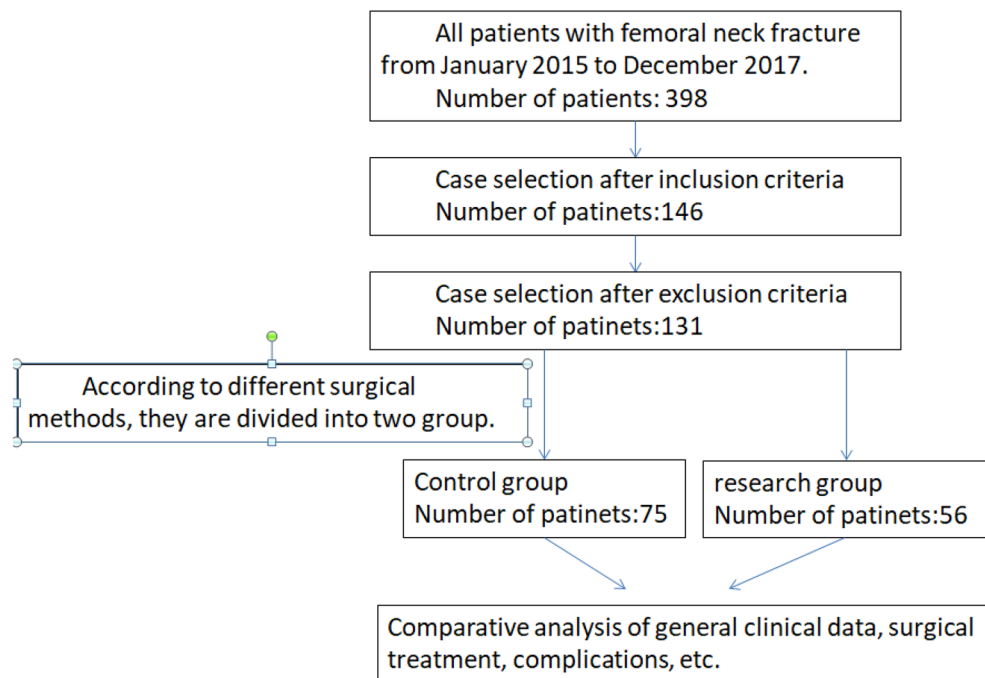 All patients with femoral neck fracture
from January 2015 to December 2017.
Number of patients: 398
Case selection after inclusion criteria
Number of patinets:146
Case selection after exclusion criteria
Number of patinets:131
According to different surgical
methods, they are divided into two group.
Control group
Number of patinets:75
research group
Number of patinets:56
Comparative analysis of general clinical data, surgical
treatment, complications, etc.